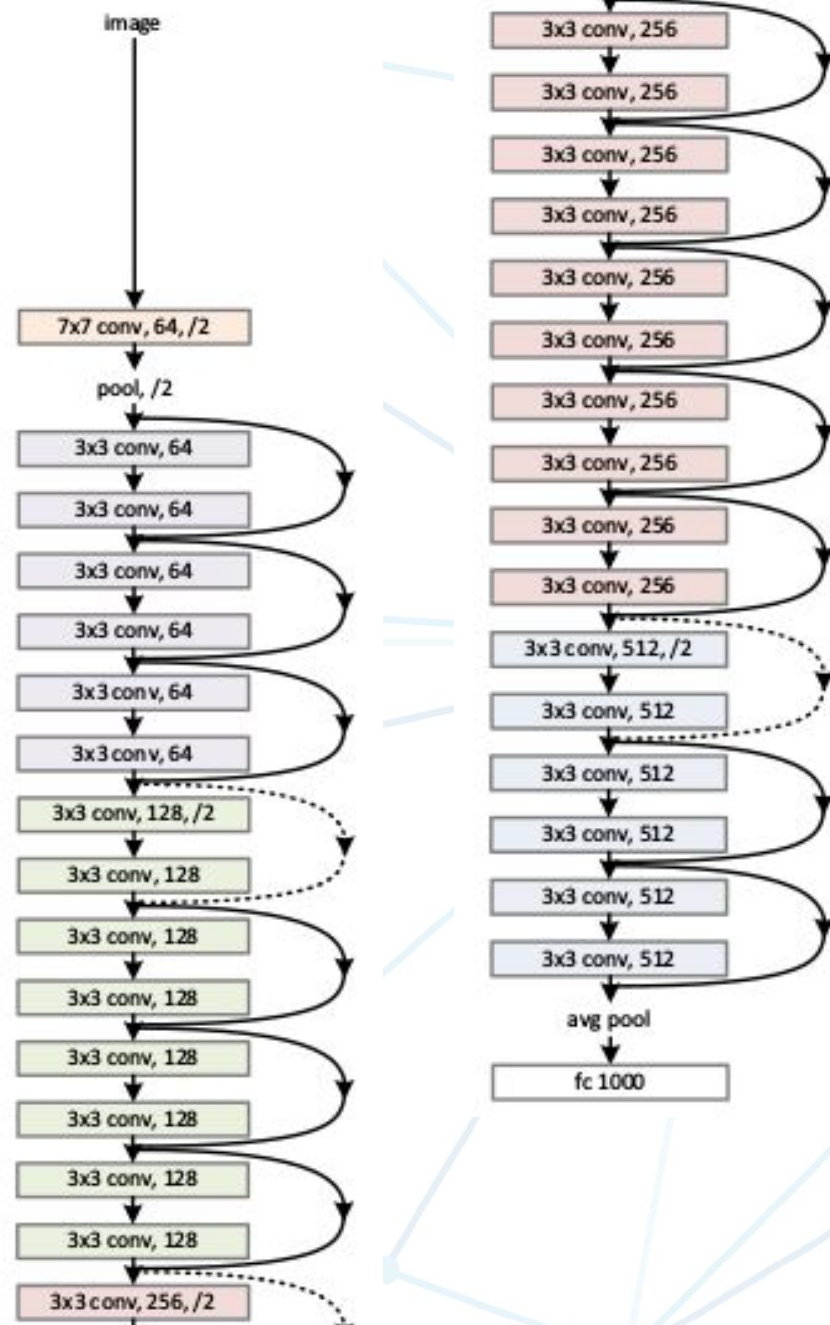 image
7x7 conv, 64, /2
pool, /2
3x3 conv, 64
3x3 conv, 64
3x3 conv, 64
3x3 conv, 64
3x3 conv, 64
3x3 conv, 64
3x3 conv, 128, /2
3x3 conv, 128
3x3 conv, 128
3x3 conv, 128
3x3 conv, 128
3x3 conv, 128
3x3 conv, 128
3x3 conv, 128
3x3 conv, 256, /2
3x3 conv, 256
3x3 conv, 256
3x3 conv, 256
3x3 conv, 256
3x3 conv, 256
3x3 conv, 256
3x3 conv, 256
3x3 conv, 256
3x3 conv, 256
3x3 conv, 256
3x3 conv, 512, /2
3x3 conv, 512
3x3 conv, 512
3x3 conv, 512
3x3 conv, 512
3x3 conv, 512
avg pool
fc 1000